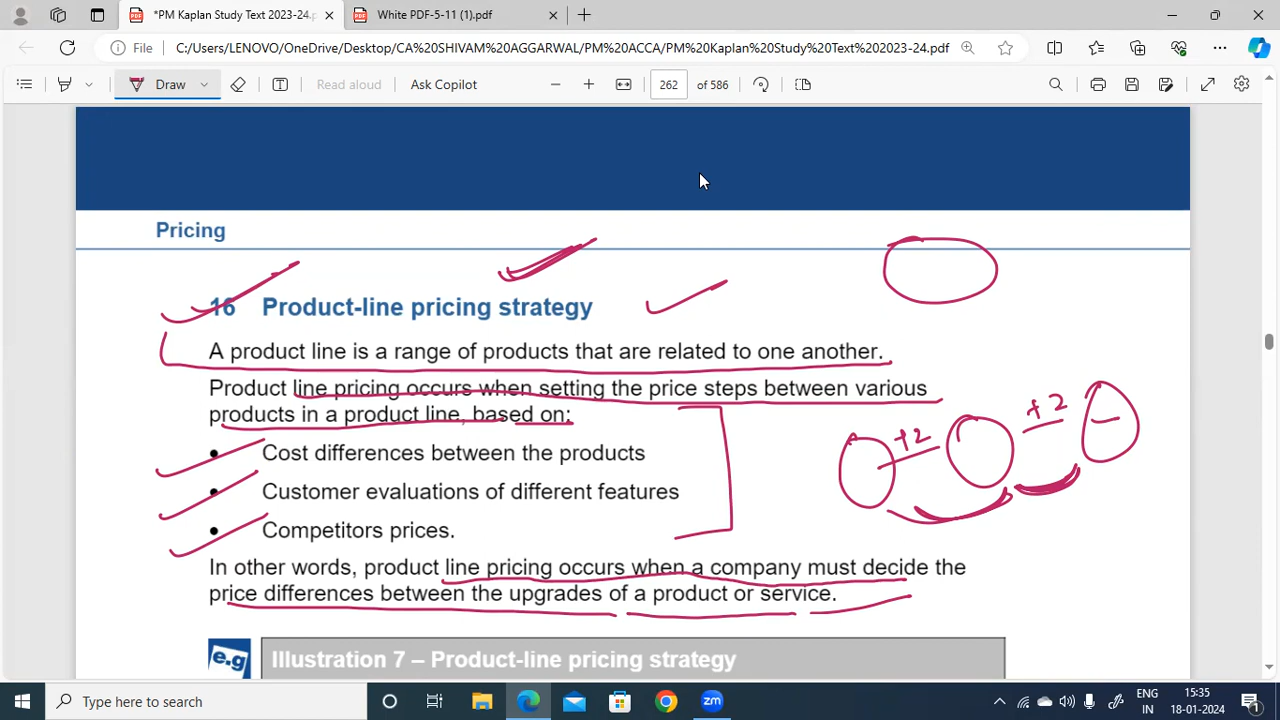 *PM Kaplan Study Text 2023-24.p
White PDF-5-11 (1).pdf
File
C:/Users/LENOVO/OneDrive/Desktop/CA%20SHIVAM%20AGGARWAL/PM%20ACCA/PM%20Kaplan%20Study%20Text%202023-24.pdf
Draw
Read aloud
Ask Copilot
262 of 586
Pricing
16 Product-line pricing strategy
A product line is a range of products that are related to one another.
Product line pricing occurs when setting the price steps between various
products in a product line, based on:
• Cost differences between the products
• Customer evaluations of different features
• Competitors prices.
+2
+2
In other words, product line pricing occurs when a company must decide the
price differences between the upgrades of a product or service.
e.g
Illustration 7 – Product-line pricing strategy
Type here to search
ENG
IN
15:35
18-01-2024
1